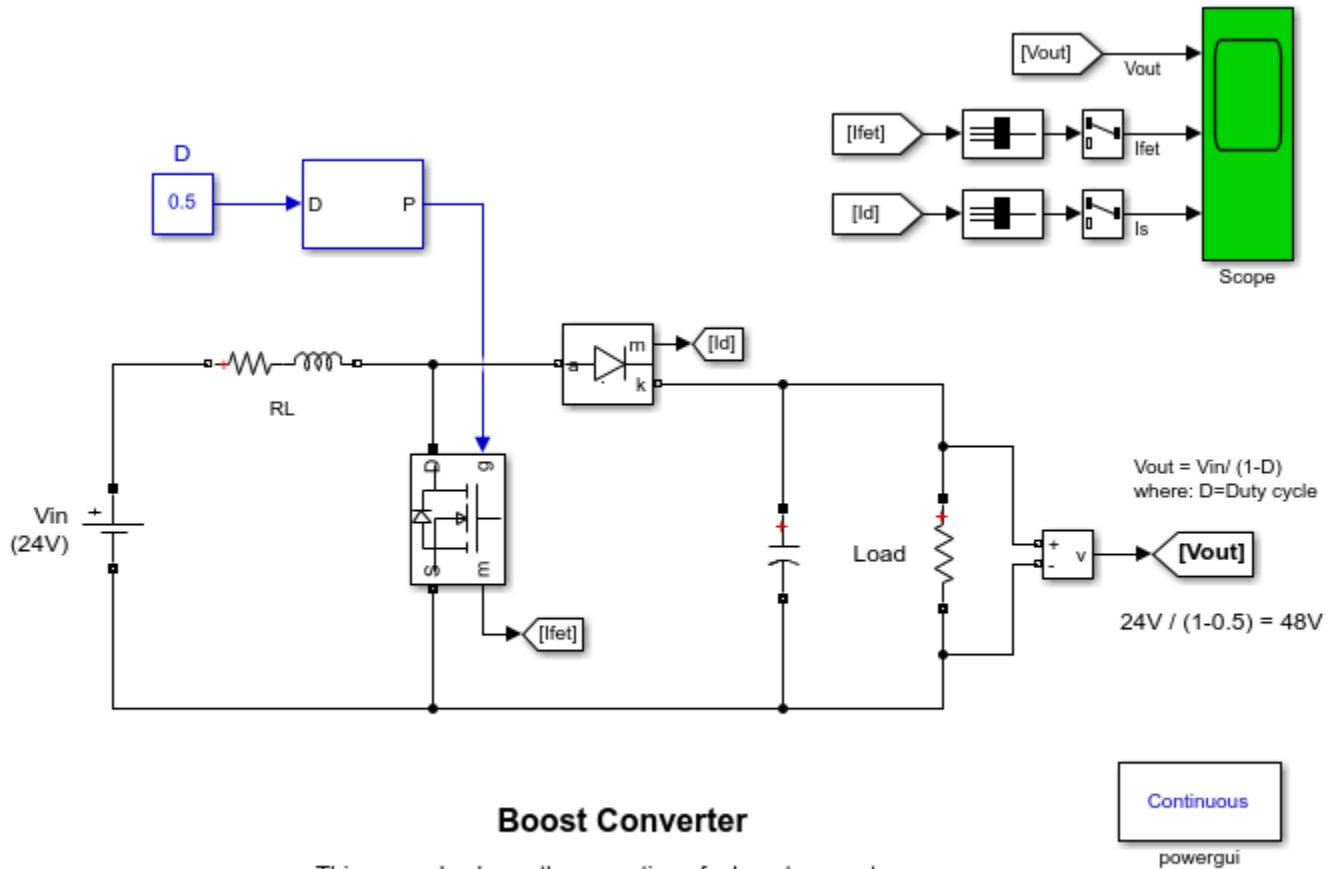 [Vout]
Vout
[Ifet]
Ifet
[Id]
Is
Scope
D
0.5
D
P
m
a
k
[Id]
RL
D
g
S
m
[Ifet]
Vin
(24V)
+
+
+
Load
+
+
-
v
Vout = Vin/ (1-D)
where: D=Duty cycle
[Vout]
24V / (1-0.5) = 48V
Boost Converter
Continuous
powergui